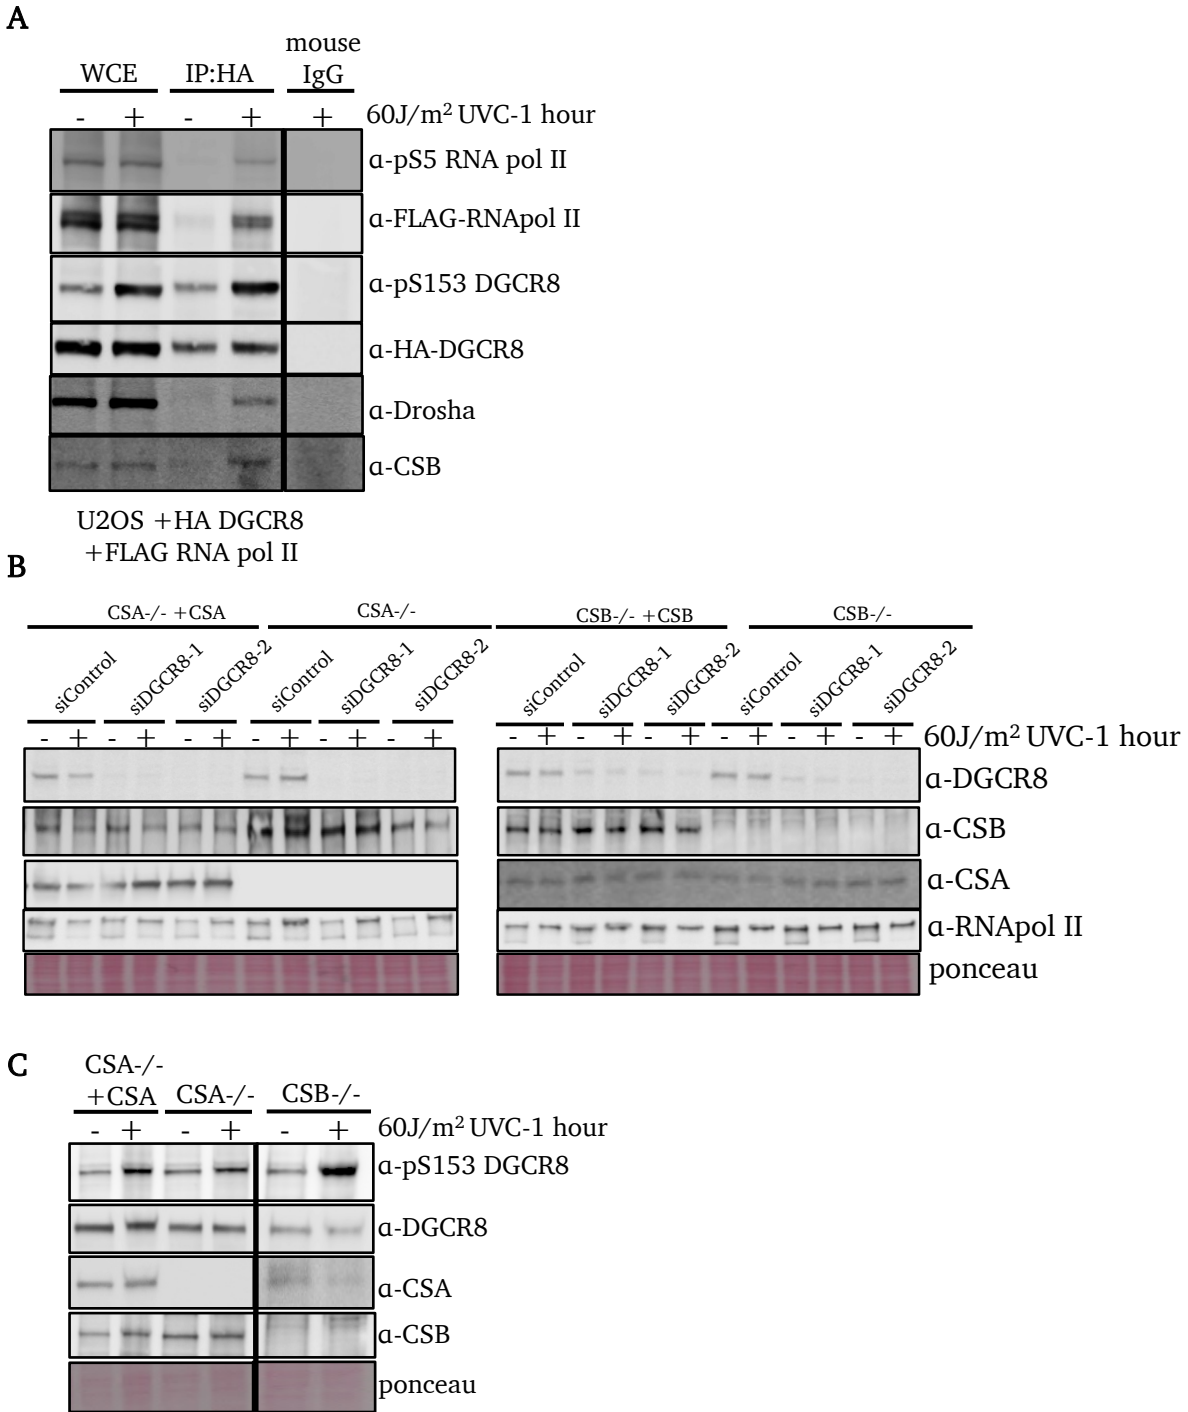 A
mouse
WCE IP:HA IgG
- + - + + 60J/m² UVC-1 hour
ɑ-pS5 RNA pol II
ɑ-FLAG-RNApol II
ɑ-pS153 DGCR8
ɑ-HA-DGCR8
ɑ-Drosha
ɑ-CSB
U2OS +HA DGCR8
+FLAG RNA pol II
B
CSA-/- +CSA CSA-/- CSB-/- +CSB CSB-/-
siControl siDGCR8-1 siDGCR8-2 siControl siDGCR8-1 siDGCR8-2 siControl siDGCR8-1 siDGCR8-2 siControl siDGCR8-1 siDGCR8-2
- + - + - + - + - + - + - + - + - + - + - + - + 60J/m² UVC-1 hour
ɑ-DGCR8
ɑ-CSB
ɑ-CSA
ɑ-RNApol II
ponceau
C
CSA-/-
+CSA CSA-/- CSB-/-
- + - + - + 60J/m² UVC-1 hour
ɑ-pS153 DGCR8
ɑ-DGCR8
ɑ-CSA
ɑ-CSB
ponceau